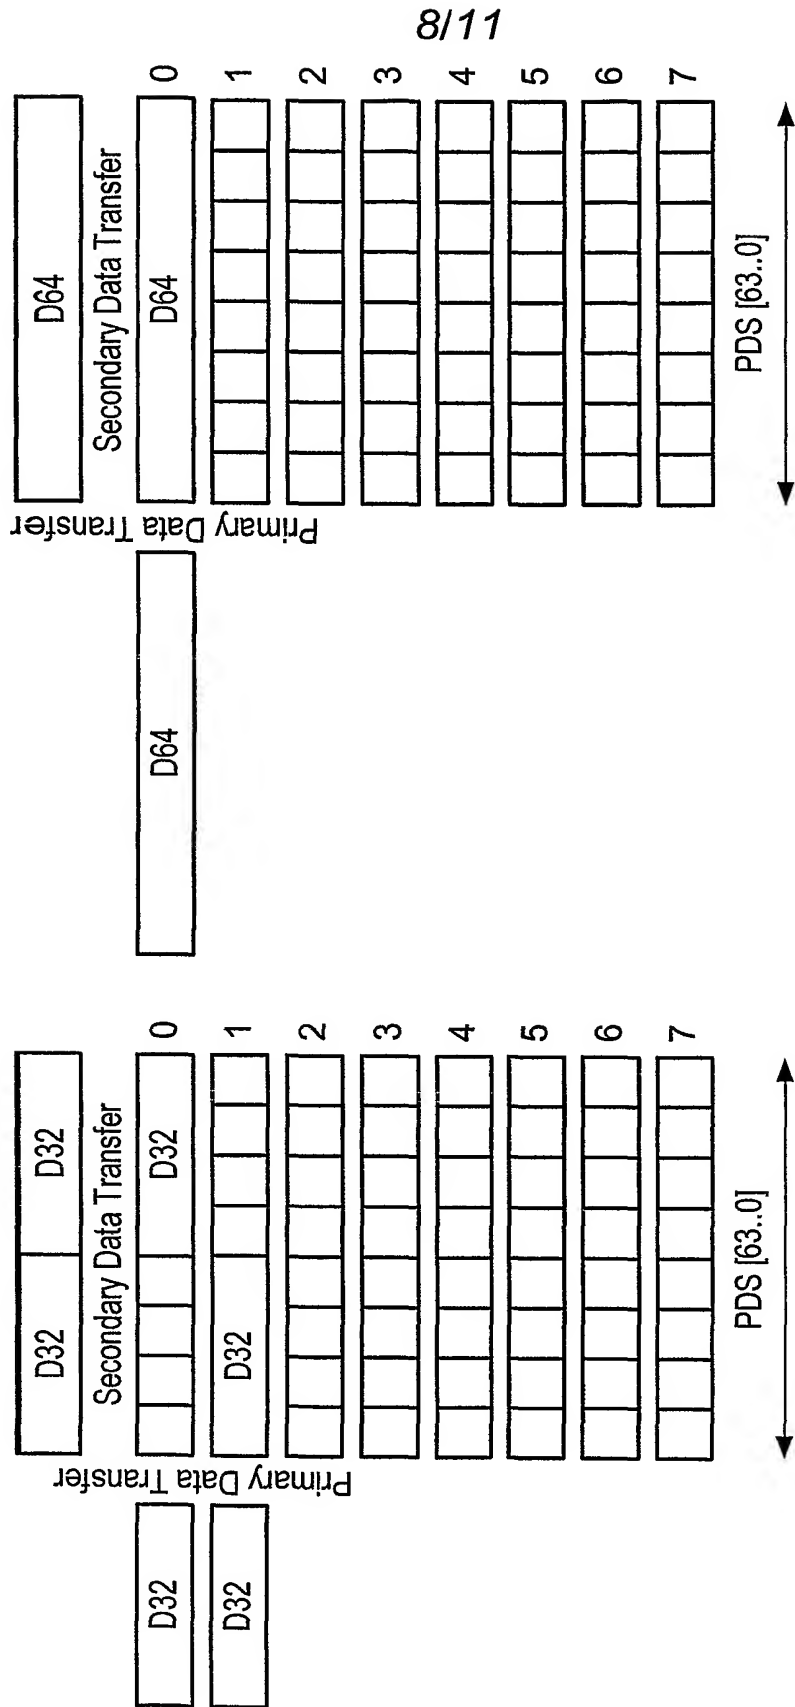 8/11
D64
Secondary Data Transfer
D64
0
1
2
3
4
5
6
7
Primary Data Transfer
D64
PDS [63..0]
D32
D32
Secondary Data Transfer
D32
0
D32
1
2
3
4
5
6
7
Primary Data Transfer
D32
D32
PDS [63..0]